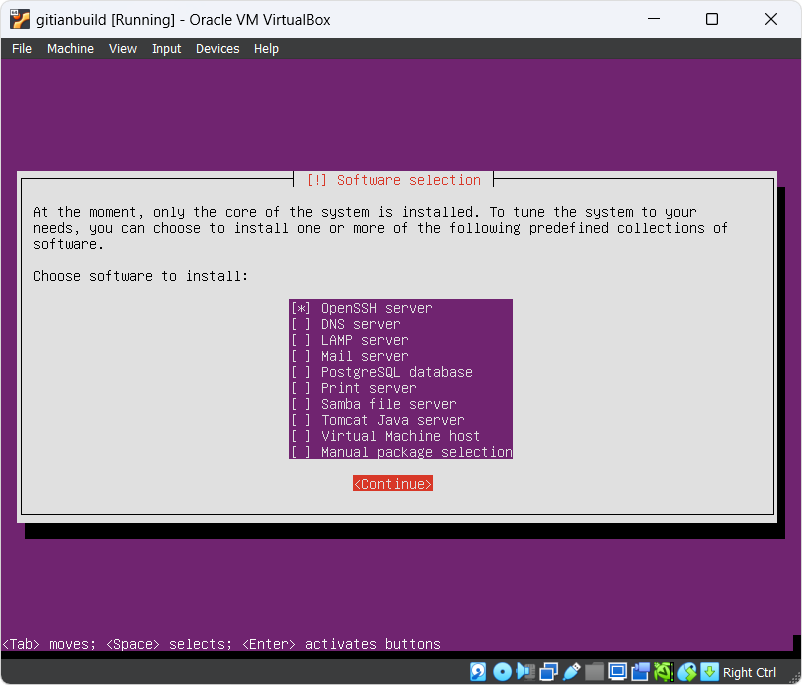 gitianbuild [Running] - Oracle VM VirtualBox
File Machine View Input Devices Help
[!] Software selection
At the moment, only the core of the system is installed. To tune the system to your
needs, you can choose to install one or more of the following predefined collections of
software.
Choose software to install:
[*] OpenSSH server
[ ] DNS server
[ ] LAMP server
[ ] Mail server
[ ] PostgreSQL database
[ ] Print server
[ ] Samba file server
[ ] Tomcat Java server
[ ] Virtual Machine host
[ ] Manual package selection
<Continue>
<Tab> moves; <Space> selects; <Enter> activates buttons
Right Ctrl